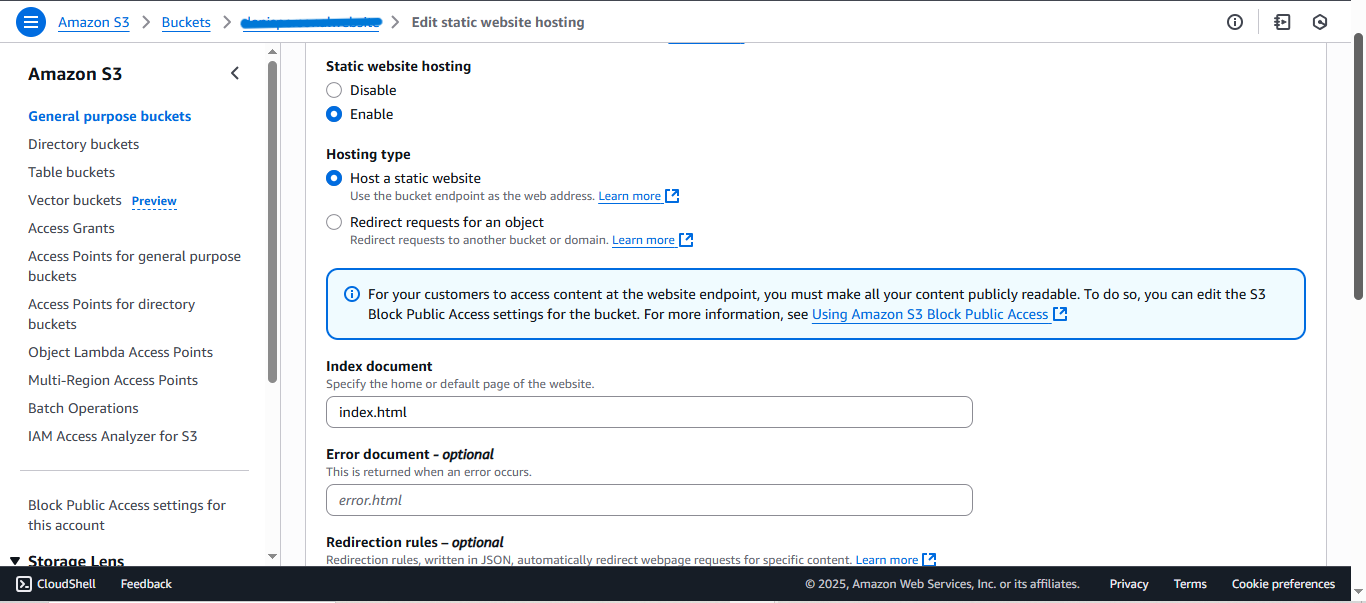 Amazon S3 > Buckets > > Edit static website hosting
Amazon S3
General purpose buckets
Directory buckets
Table buckets
Vector buckets Preview
Access Grants
Access Points for general purpose
buckets
Access Points for directory
buckets
Object Lambda Access Points
Multi-Region Access Points
Batch Operations
IAM Access Analyzer for S3
Block Public Access settings for
this account
Storage Lens
Static website hosting
Disable
Enable
Hosting type
Host a static website
Use the bucket endpoint as the web address. Learn more
Redirect requests for an object
Redirect requests to another bucket or domain. Learn more
For your customers to access content at the website endpoint, you must make all your content publicly readable. To do so, you can edit the S3
Block Public Access settings for the bucket. For more information, see Using Amazon S3 Block Public Access
Index document
Specify the home or default page of the website.
index.html
Error document - optional
This is returned when an error occurs.
error.html
Redirection rules – optional
Redirection rules, written in JSON, automatically redirect webpage requests for specific content. Learn more
CloudShell Feedback © 2025, Amazon Web Services, Inc. or its affiliates. Privacy Terms Cookie preferences